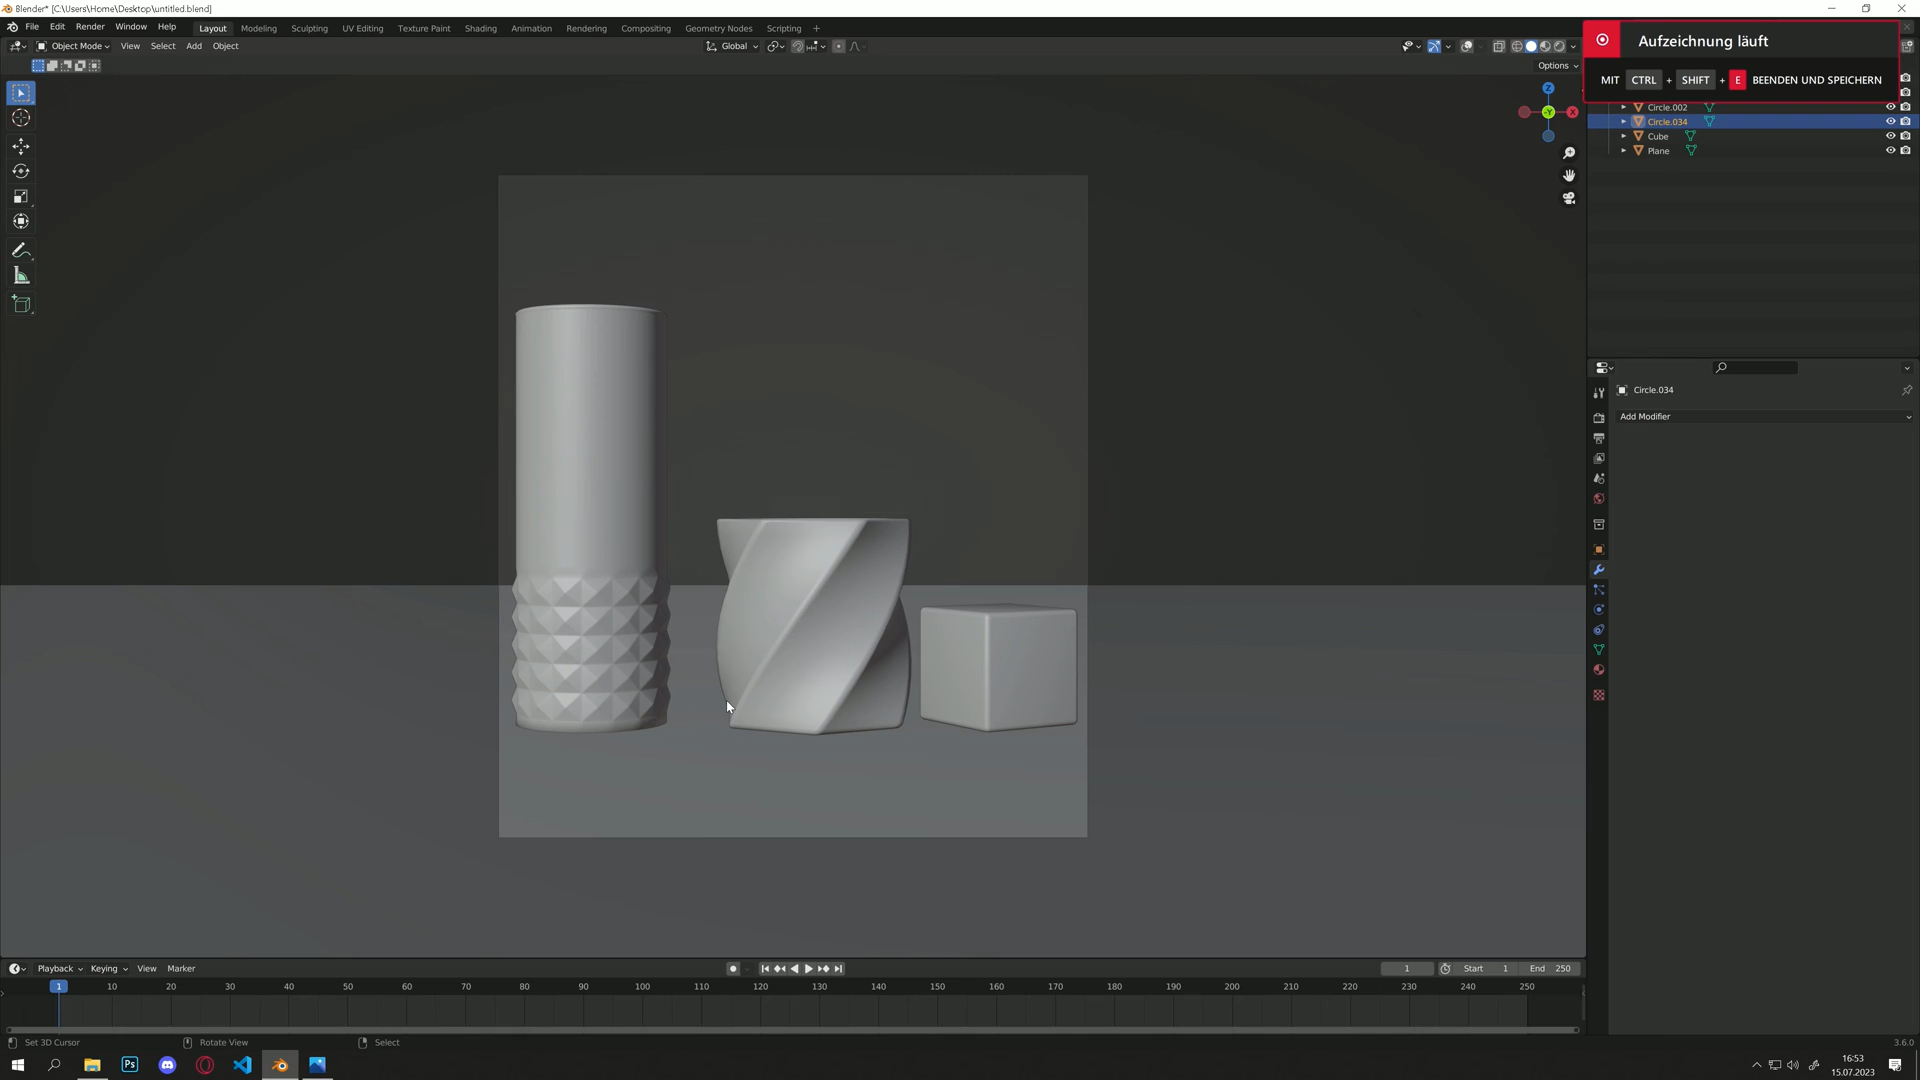 Blender* [C:\Users\Home\Desktop\untitled.blend]
File Edit Render Window Help Layout Modeling Sculpting UV Editing Texture Paint Shading Animation Rendering Compositing Geometry Nodes Scripting +
Object Mode View Select Add Object Global
Options
Aufzeichnung läuft
MIT CTRL + SHIFT + E BEENDEN UND SPEICHERN
Z
-Y
X
Circle.002
Circle.034
Cube
Plane
Circle.034
Add Modifier
Playback Keying View Marker 1 Start 1 End 250
1 10 20 30 40 50 60 70 80 90 100 110 120 130 140 150 160 170 180 190 200 210 220 230 240 250
Set 3D Cursor Rotate View Select 3.6.0
Ps
16:53
15.07.2023